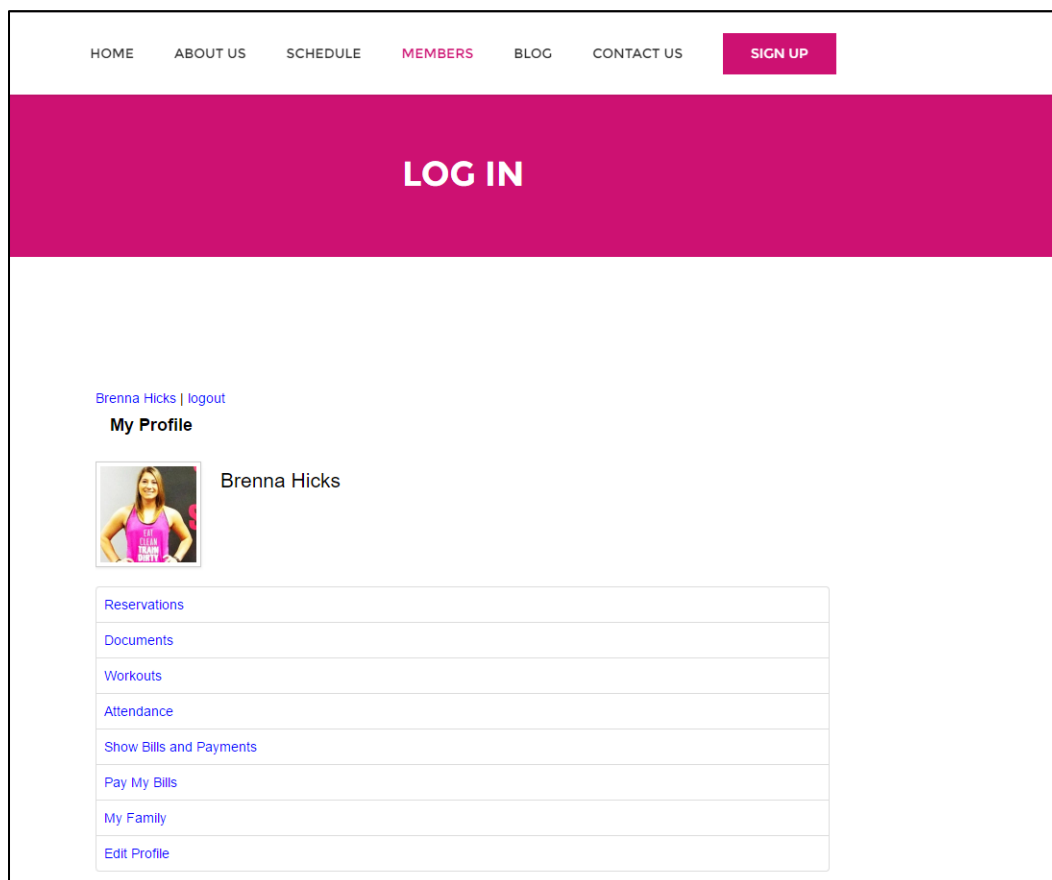 HOME ABOUT US SCHEDULE MEMBERS BLOG CONTACT US SIGN UP
LOG IN
Brenna Hicks | logout
My Profile
Brenna Hicks
EAT
CLEAN
TRAIN
DIRTY
Reservations
Documents
Workouts
Attendance
Show Bills and Payments
Pay My Bills
My Family
Edit Profile